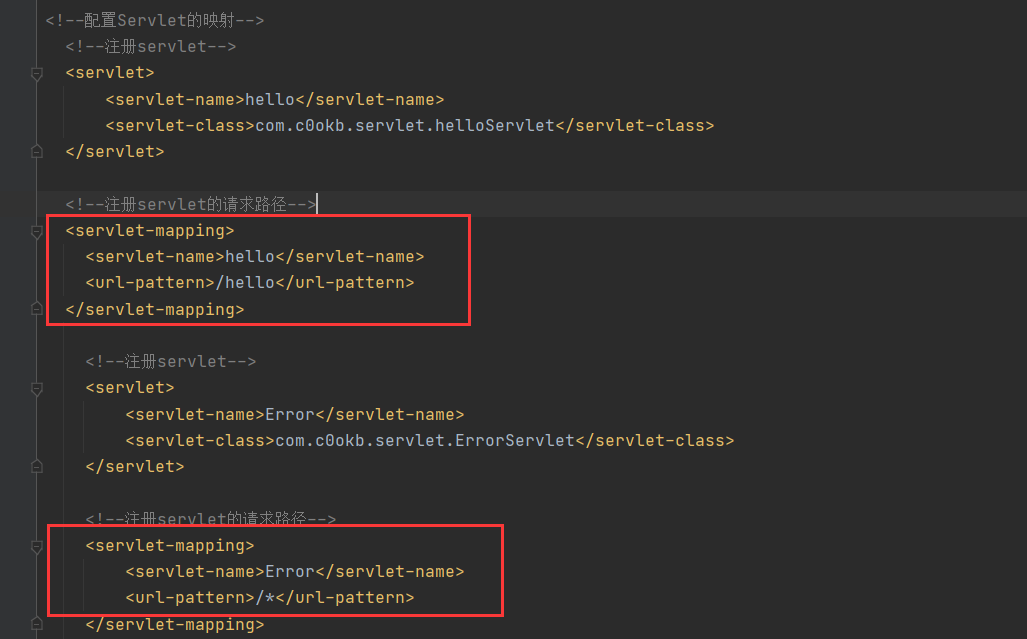 <!--配置Servlet的映射-->
<!--注册servlet-->
<servlet>
<servlet-name>hello</servlet-name>
<servlet-class>com.c0okb.servlet.helloServlet</servlet-class>
</servlet>
<!--注册servlet的请求路径-->
<servlet-mapping>
<servlet-name>hello</servlet-name>
<url-pattern>/hello</url-pattern>
</servlet-mapping>
<!--注册servlet-->
<servlet>
<servlet-name>Error</servlet-name>
<servlet-class>com.c0okb.servlet.ErrorServlet</servlet-class>
</servlet>
<!--注册servlet的请求路径-->
<servlet-mapping>
<servlet-name>Error</servlet-name>
<url-pattern>/*</url-pattern>
</servlet-mapping>